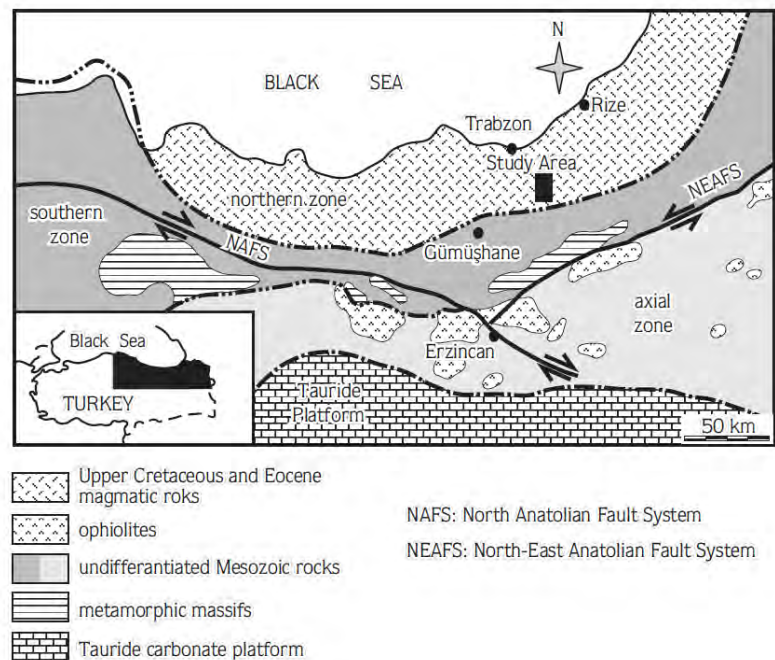 N
BLACK SEA
Rize
Trabzon
Study Area
northern zone
NEAFS
southern
zone
NAFS
Gümüşhane
axial
zone
Black Sea
Erzincan
TURKEY
Tauride
Platform
50 km
Upper Cretaceous and Eocene
magmatic roks
ophiolites
undifferantiated Mesozoic rocks
metamorphic massifs
Tauride carbonate platform
NAFS: North Anatolian Fault System
NEAFS: North-East Anatolian Fault System